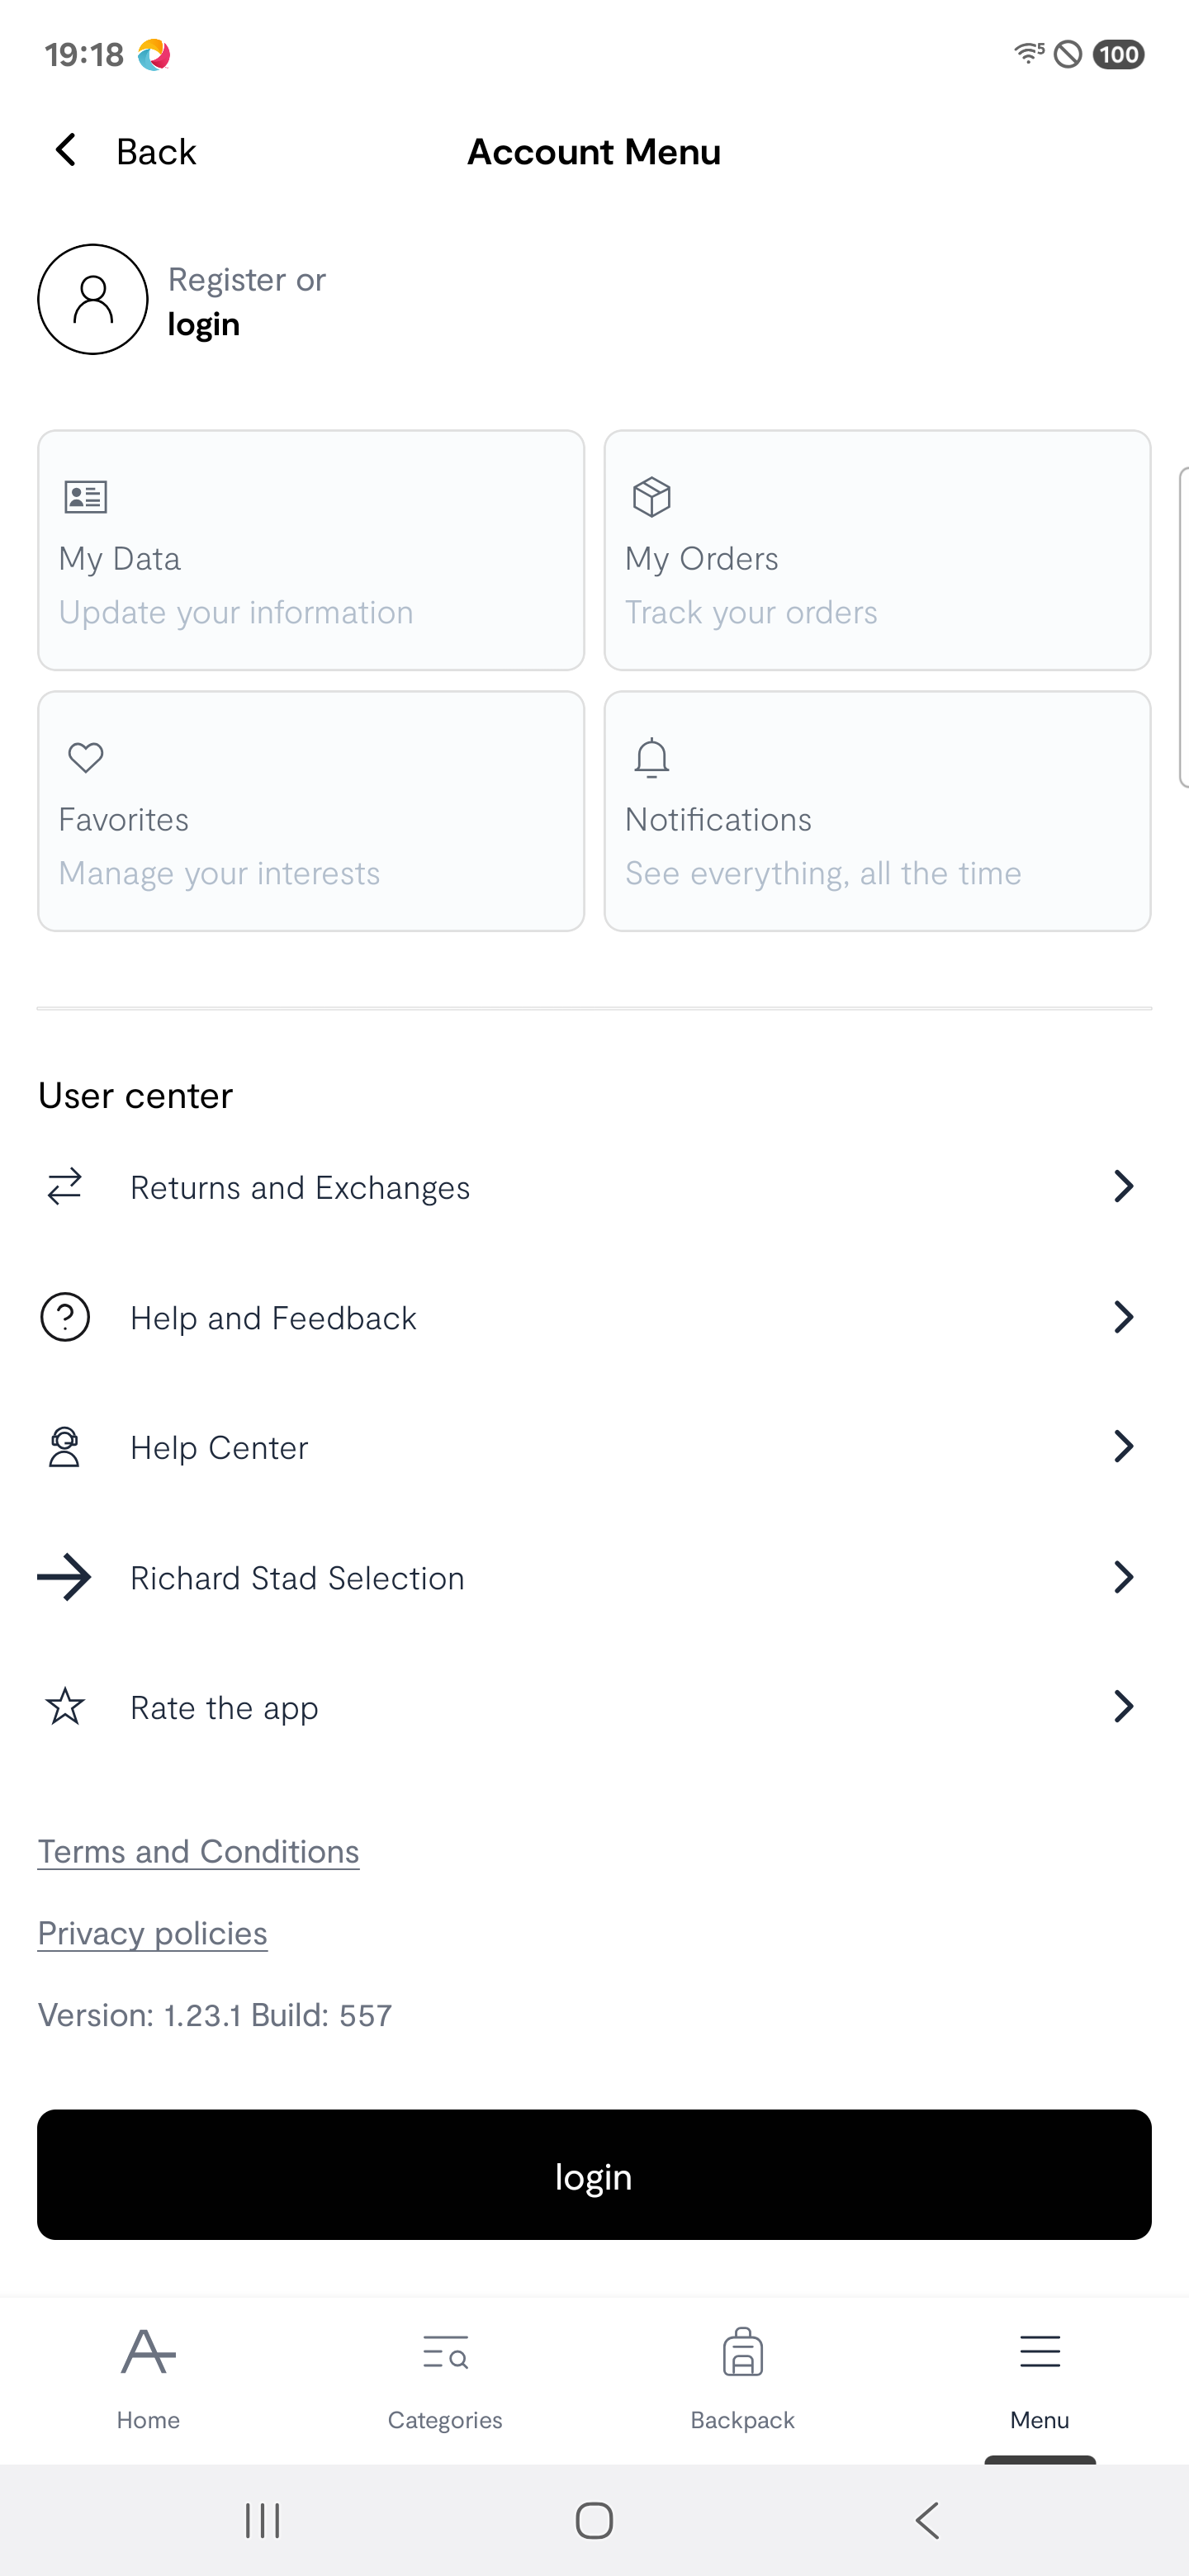 19:18
5
100
Back
Account Menu
Register or
login
My Data
Update your information
My Orders
Track your orders
Favorites
Manage your interests
Notifications
See everything, all the time
User center
Returns and Exchanges
Help and Feedback
Help Center
Richard Stad Selection
Rate the app
Terms and Conditions
Privacy policies
Version: 1.23.1 Build: 557
login
Home
Categories
Backpack
Menu